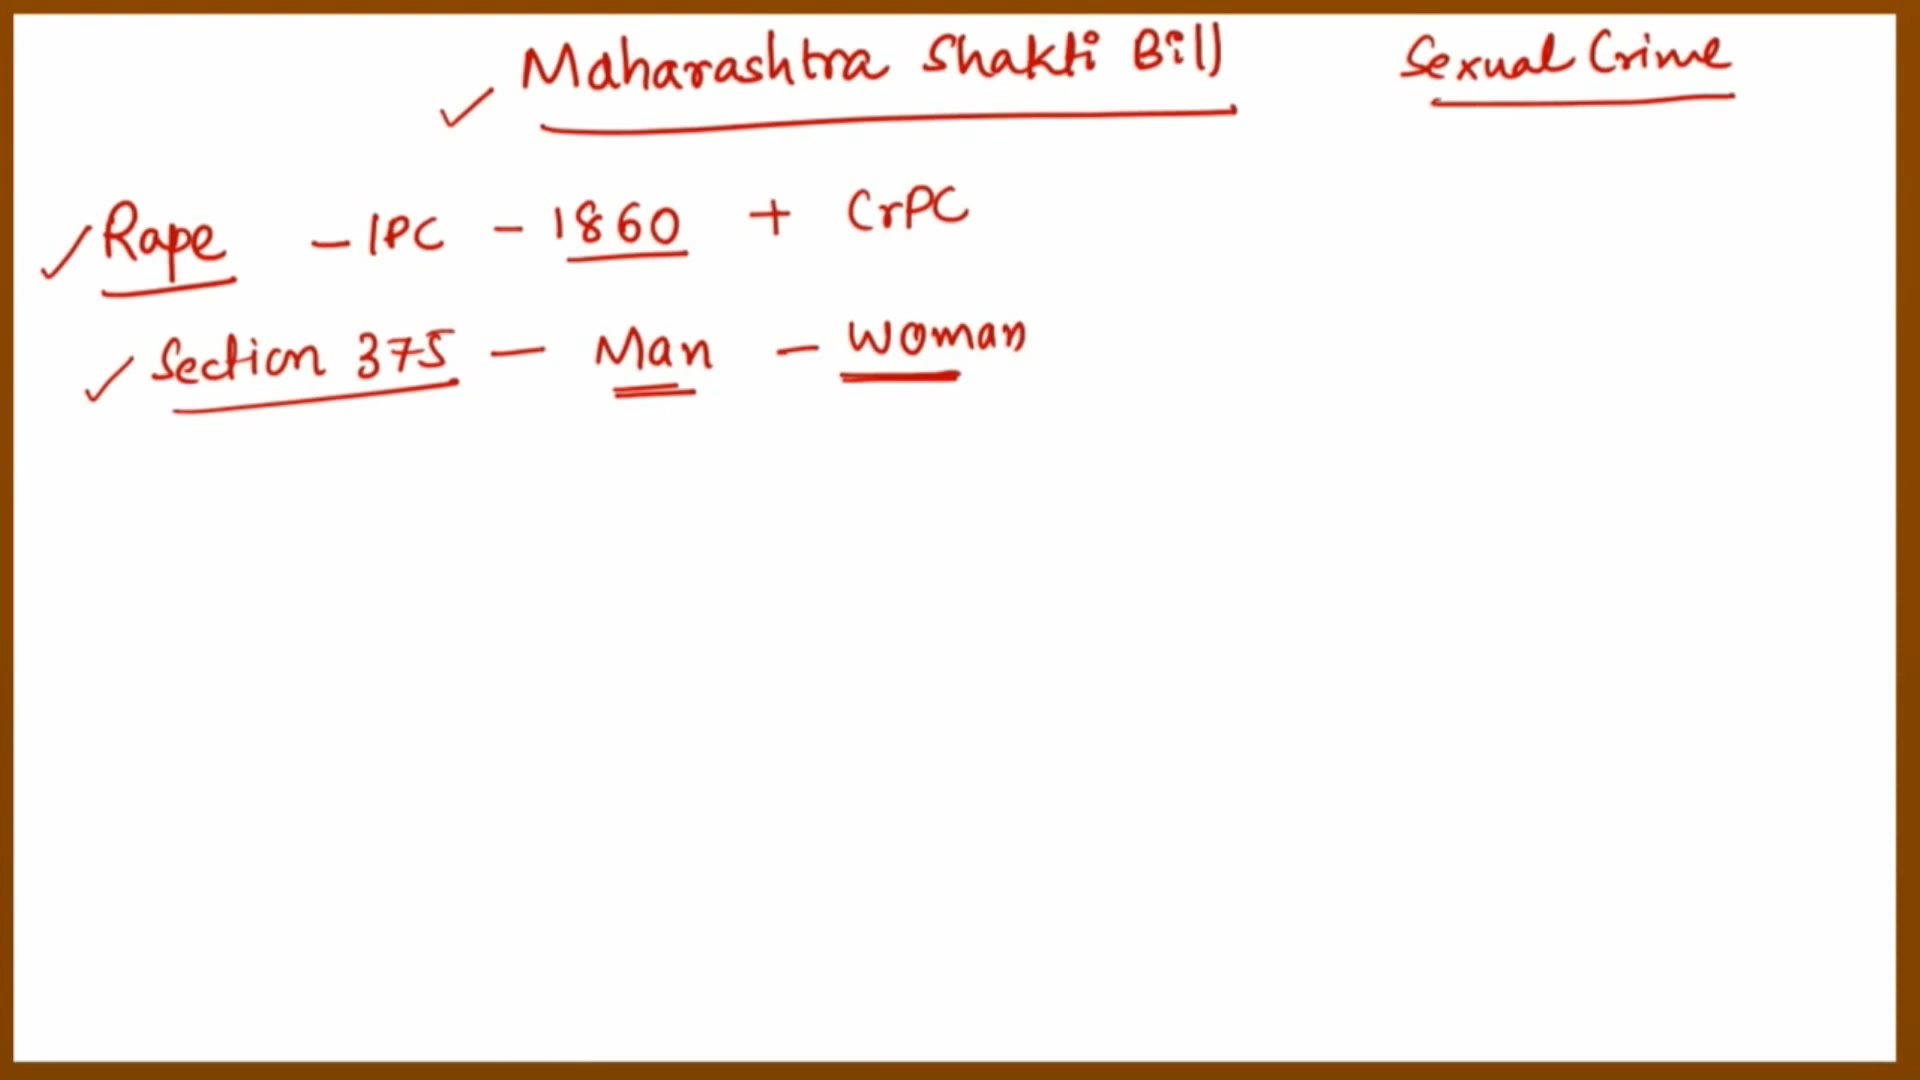 Maharashtra Shakti Bill Sexual Crime
Rape - IPC - 1860 + CrPC
Section 375 - Man - Woman